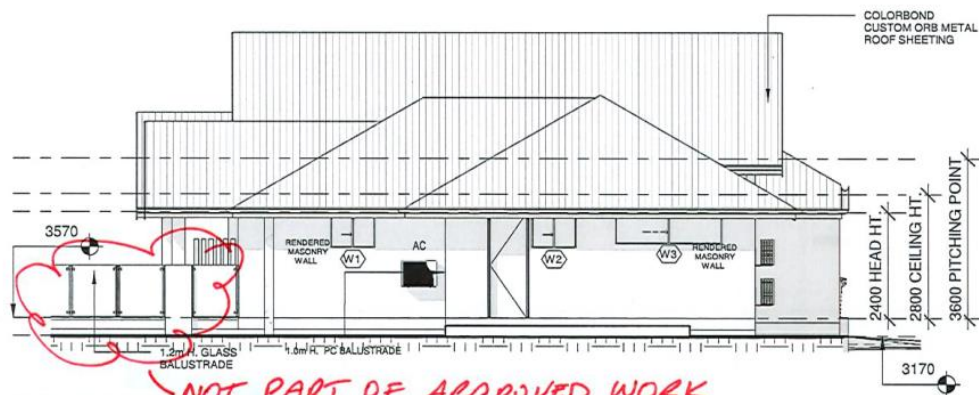 COLORBOND
CUSTOM ORB METAL
ROOF SHEETING
3570
RENDERED
MASONRY
WALL
W1
AC
W2
W3
RENDERED
MASONRY
WALL
2400 HEAD HT.
2800 CEILING HT.
3600 PITCHING POINT
1.2m H. GLASS
BALUSTRADE
1.0m H. PC BALUSTRADE
3170
NOT PART OF APPROVED WORK